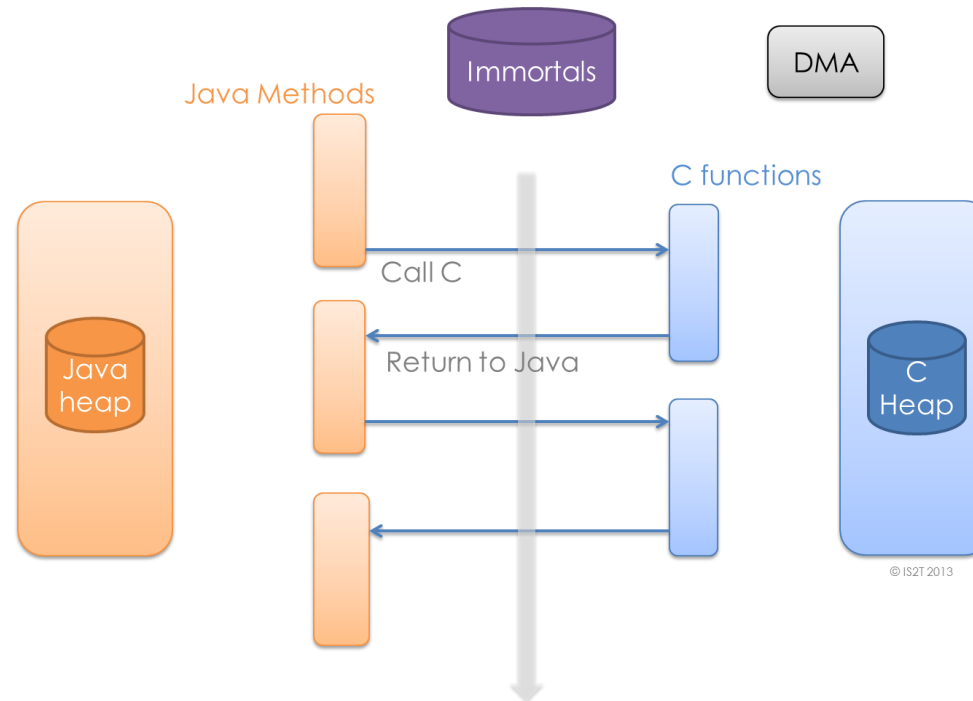 Immortals
DMA
Java Methods
C functions
Call C
Return to Java
Java
heap
C
Heap
© IS2T 2013